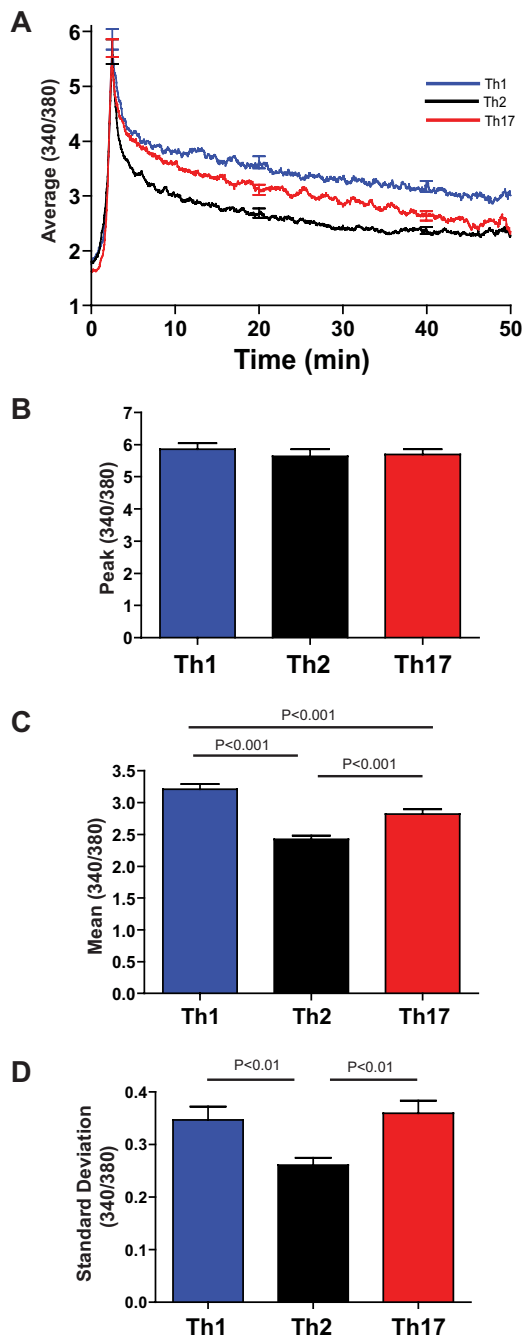 A
Average (340/380)
6
5
4
3
2
1
0
10
20
30
40
50
Time (min)
Th1
Th2
Th17
B
Peak (340/380)
7
6
5
4
3
2
1
0
Th1
Th2
Th17
C
P<0.001
P<0.001
P<0.001
Mean (340/380)
3.5
3.0
2.5
2.0
1.5
1.0
0.5
0.0
Th1
Th2
Th17
D
P<0.01
P<0.01
Standard Deviation
(340/380)
0.4
0.3
0.2
0.0
Th1
Th2
Th17